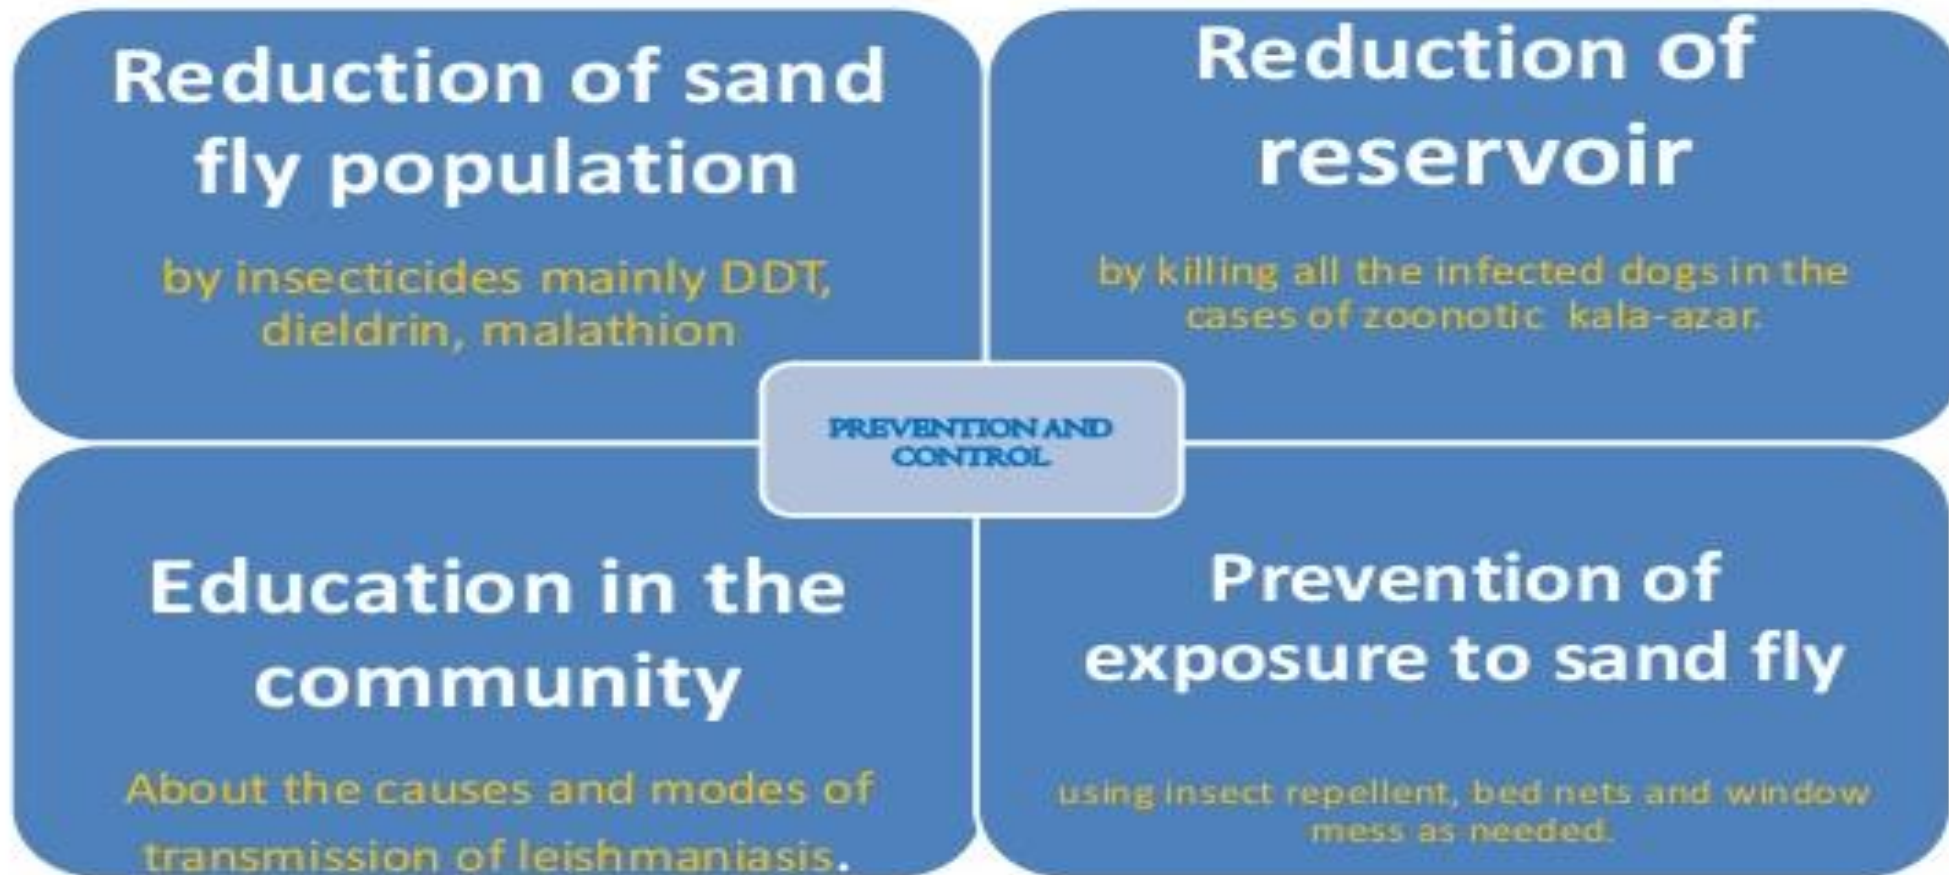 Reduction of sand
fly population
by insecticides mainly DDT,
dieldrin, malathion
Reduction of
reservoir
by killing all the infected dogs in the
cases of zoonotic kala-azar.
PREVENTION AND
CONTROL
Education in the
community
About the causes and modes of
transmission of leishmaniasis.
Prevention of
exposure to sand fly
using insect repellent, bed nets and window
mess as needed.